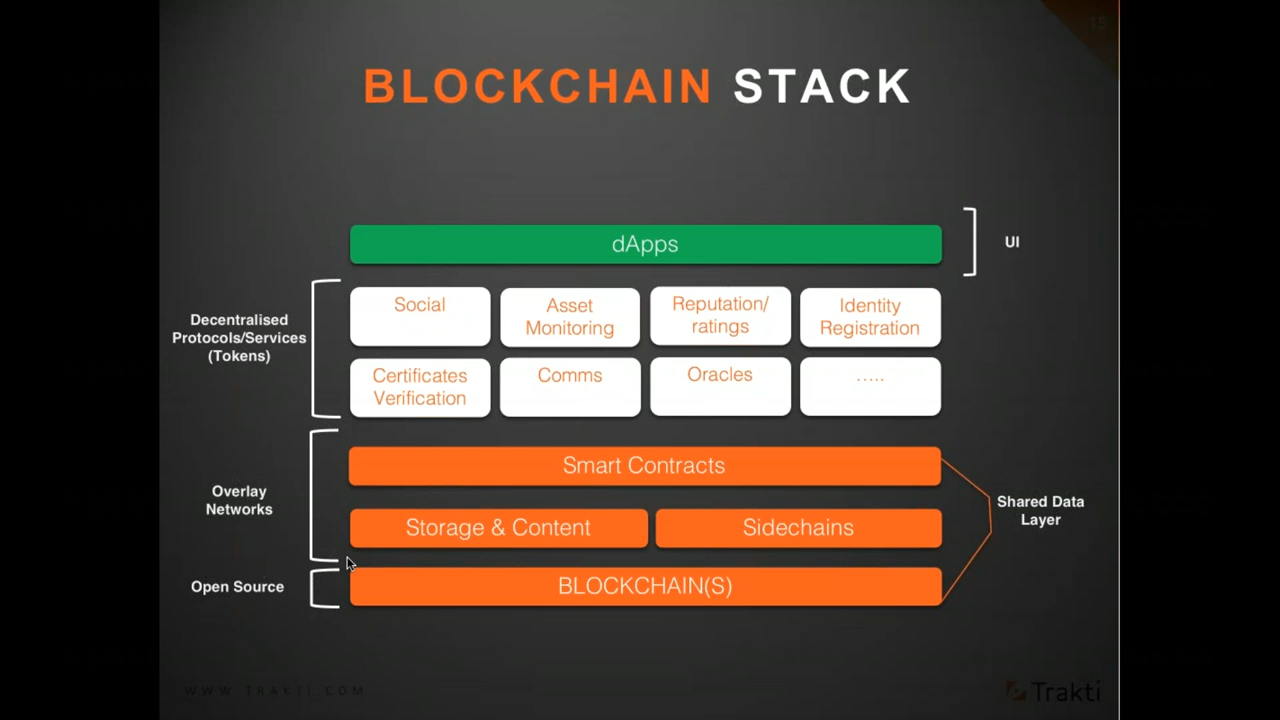 15
BLOCKCHAIN STACK
dApps
UI
Decentralised
Protocols/Services
(Tokens)
Social
Asset
Monitoring
Reputation/
ratings
Identity
Registration
Certificates
Verification
Comms
Oracles
.....
Overlay
Networks
Smart Contracts
Storage & Content
Sidechains
Shared Data
Layer
Open Source
BLOCKCHAIN(S)
WWW.TRAKTI.COM
Trakti